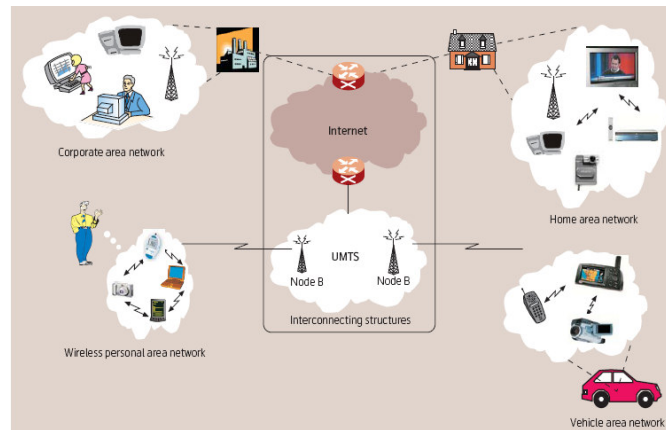 Corporate area network
Internet
Home area network
UMTS
Node B
Node B
Interconnecting structures
Wireless personal area network
Vehicle area network